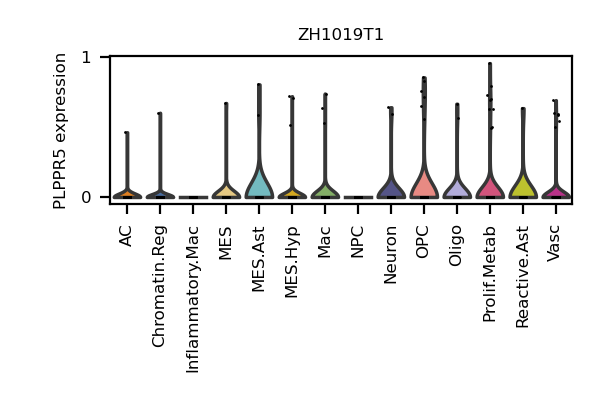 ZH1019T1
PLPPR5 expression
1
0
AC
Chromatin.Reg
Inflammatory.Mac
MES
MES.Ast
MES.Hyp
Mac
NPC
Neuron
OPC
Oligo
Prolif.Metab
Reactive.Ast
Vasc